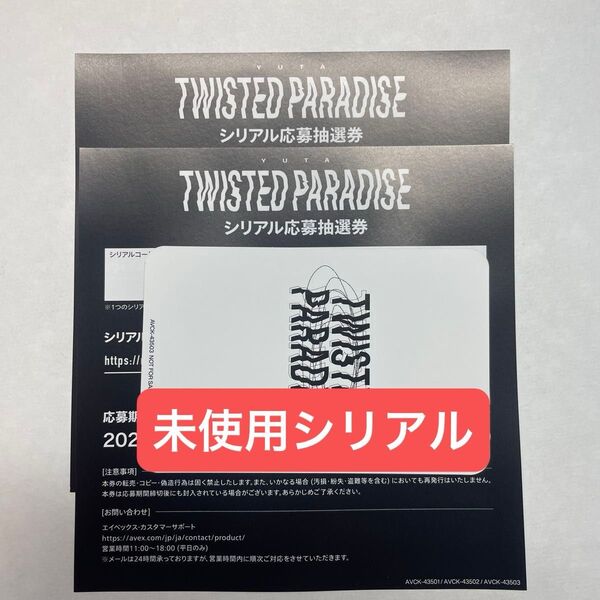 YUTA
TWISTED PARADISE
シリアル応募抽選券
YUTA
TWISTED PARADISE
シリアル応募抽選券
シリアルコー
※1つのシリア
シリアル
https://
AVCK-43503 NOT FOR SA
TWISTE
PARADI
応募期
202
未使用シリアル
[注意事項]
本券の転売・コピー・偽造行為は固く禁止したします。また、いかなる場合(汚損・紛失・盗難等を含む)においても再発行はいたしません。
本券は応募期間締切後にも封入されている場合がございます。あらかじめご了承ください。
[お問い合わせ]
エイベックス・カスタマーサポート
https://avex.com/jp/ja/contact/product/
営業時間11:00〜18:00 (平日のみ)
※メールは24時間承っておりますが、営業時間内に順次ご対応をさせていただきます。
AVCK-43501 / AVCK-43502 / AVCK-43503